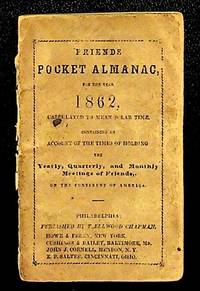 FRIENDS
POCKET ALMANAC,
FOR THE YEAR
1862,
CALCULATED TO MEAN SOLAR TIME,
CONTAINING AN
ACCOUNT OF THE TIMES OF HOLDING
THE
Yearly, Quarterly, and Monthly
Meetings of Friends,
ON THE CONTINENT OF AMERICA.
PHILADELPHIA:
PUBLISHED BY T. ELLWOOD CHAPMAN,
HOWE & FERRY, NEW YORK,
CUSHINGS & BAILEY, BALTIMORE, MD.
JOHN J. CORNELL, MENDON, N. Y.
E. P. SALTER, CINCINNATI, OHIO.